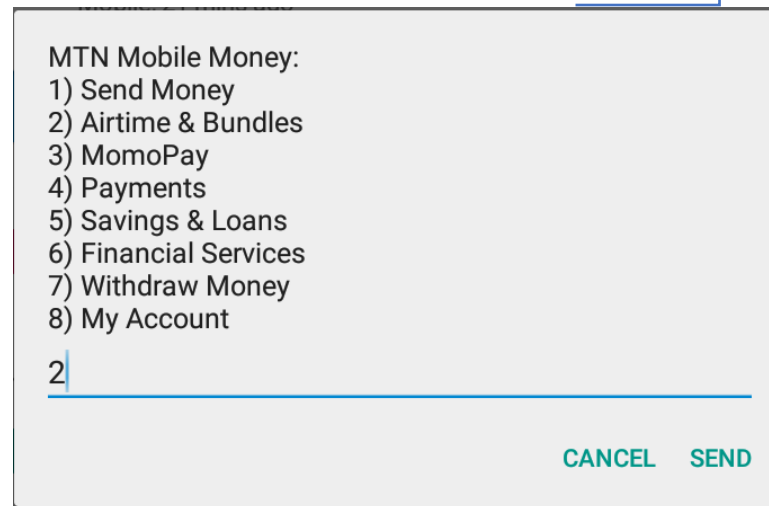 MTN Mobile Money:
1) Send Money
2) Airtime & Bundles
3) MomoPay
4) Payments
5) Savings & Loans
6) Financial Services
7) Withdraw Money
8) My Account
2
CANCEL SEND